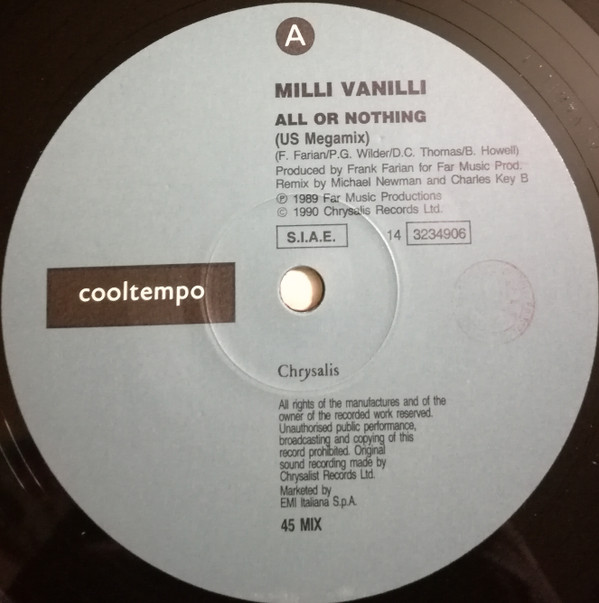 A
MILLI VANILLI
ALL OR NOTHING
(US Megamix)
(F. Farian/P.G. Wilder/D.C. Thomas/B. Howell)
Produced by Frank Farian for Far Music Prod.
Remix by Michael Newman and Charles Key B
℗ 1989 Far Music Productions
© 1990 Chrysalis Records Ltd.
S.I.A.E. 14 3234906
cooltempo
Chrysalis
All rights of the manufactures and of the
owner of the recorded work reserved.
Unauthorised public performance,
broadcasting and copying of this
record prohibited. Original
sound recording made by
Chrysalist Records Ltd.
Marketed by
EMI Italiana S.p.A.
45 MIX